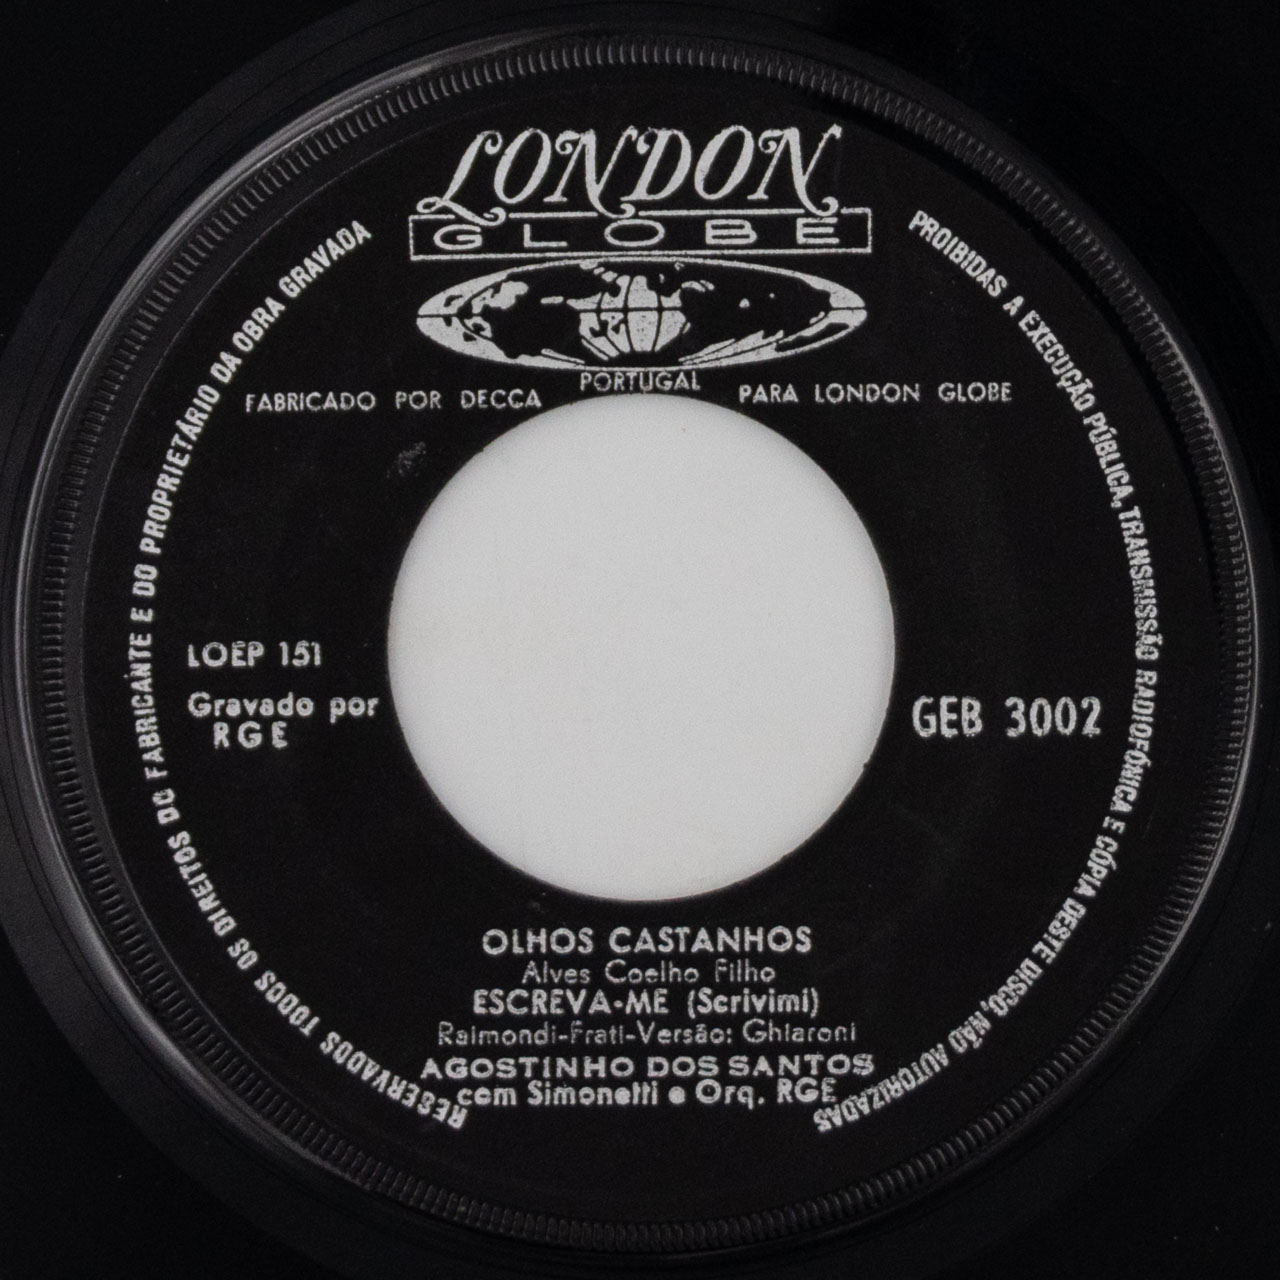 LONDON
GLOBE
PORTUGAL
FABRICADO POR DECCA PARA LONDON GLOBE
RESERVADOS TODOS OS DIREITOS DO FABRICANTE E DO PROPRIETÁRIO DA OBRA GRAVADA
PROIBIDAS A EXECUÇÃO PÚBLICA, TRANSMISSÃO RADIOFÓNICA E CÓPIA DESTE DISCO, NÃO AUTORIZADAS
LOEP 151
Gravado por
RGE
GEB 3002
OLHOS CASTANHOS
Alves Coelho Filho
ESCREVA-ME (Scrivimi)
Raimondi-Frati-Versão: Ghiaroni
AGOSTINHO DOS SANTOS
com Simonetti e Orq. RGE